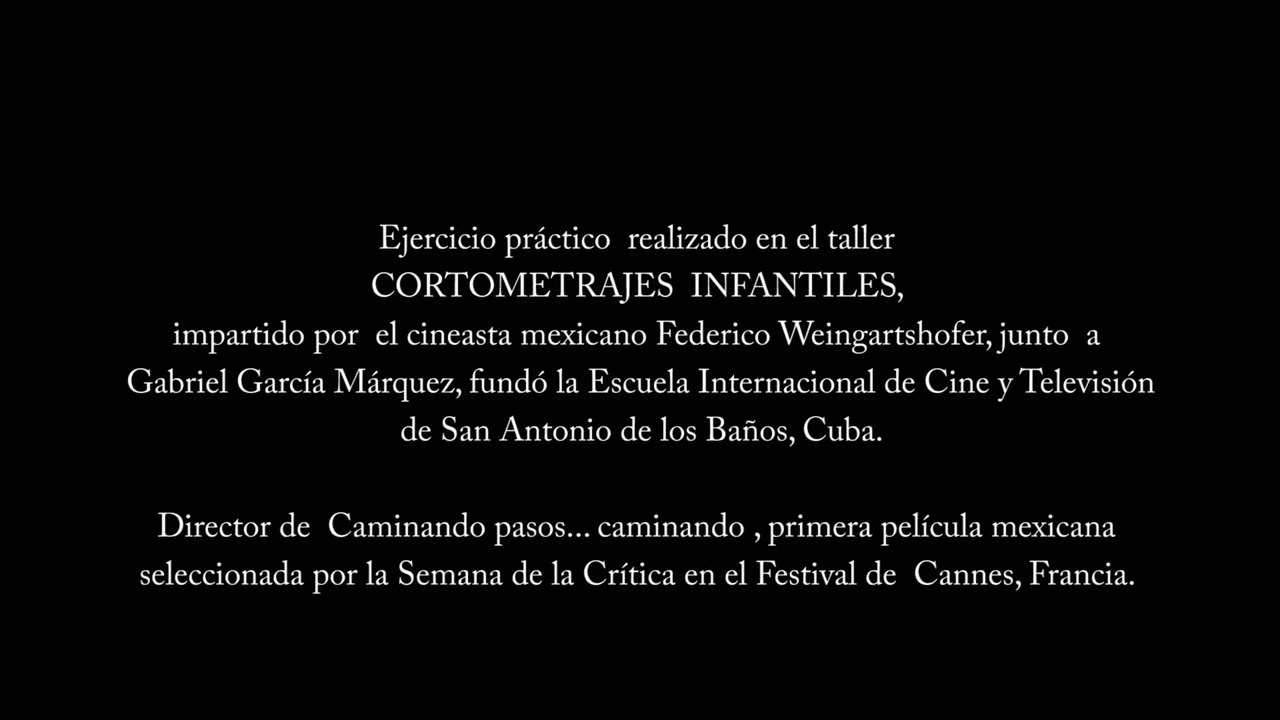 Ejercicio práctico realizado en el taller
CORTOMETRAJES INFANTILES,
impartido por el cineasta mexicano Federico Weingartshofer, junto a
Gabriel García Márquez, fundó la Escuela Internacional de Cine y Televisión
de San Antonio de los Baños, Cuba.
Director de Caminando pasos... caminando , primera película mexicana
seleccionada por la Semana de la Crítica en el Festival de Cannes, Francia.